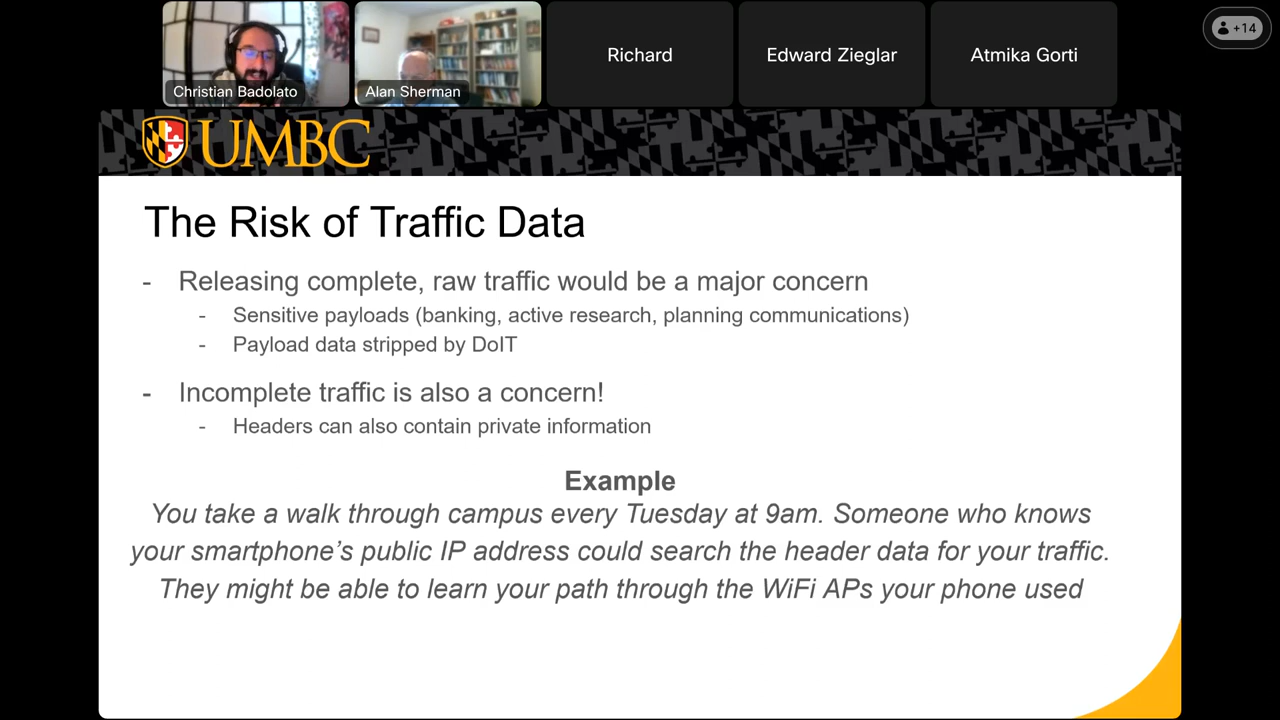 Christian Badolato
Alan Sherman
Richard
Edward Zieglar
Atmika Gorti
+14
UMBC
The Risk of Traffic Data
- Releasing complete, raw traffic would be a major concern
- Sensitive payloads (banking, active research, planning communications)
- Payload data stripped by DoIT
- Incomplete traffic is also a concern!
- Headers can also contain private information
Example
You take a walk through campus every Tuesday at 9am. Someone who knows
your smartphone's public IP address could search the header data for your traffic.
They might be able to learn your path through the WiFi APs your phone used